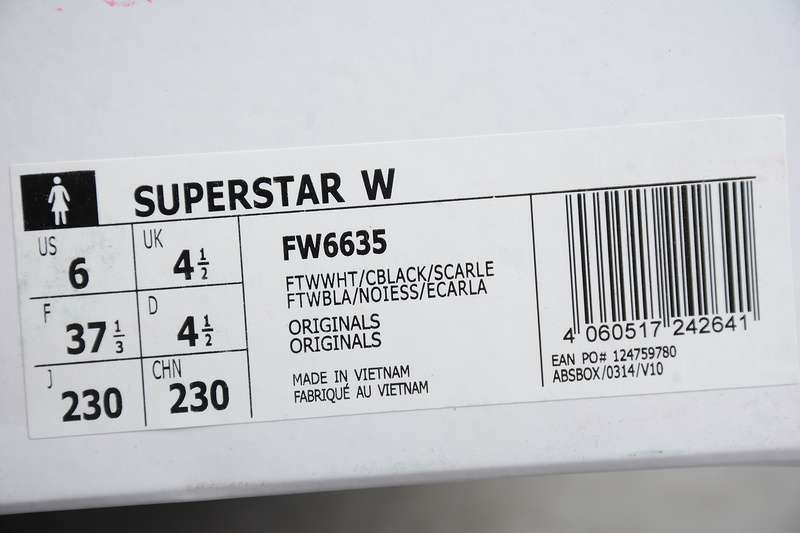 SUPERSTAR W
US
6
UK
4 1/2
F
37 1/3
D
4 1/2
J
230
CHN
230
FW6635
FTWWHT/CBLACK/SCARLE
FTWBLA/NOIESS/ECARLA
ORIGINALS
ORIGINALS
MADE IN VIETNAM
FABRIQUÉ AU VIETNAM
4 060517 242641
EAN PO# 124759780
ABSBOX/0314/V10